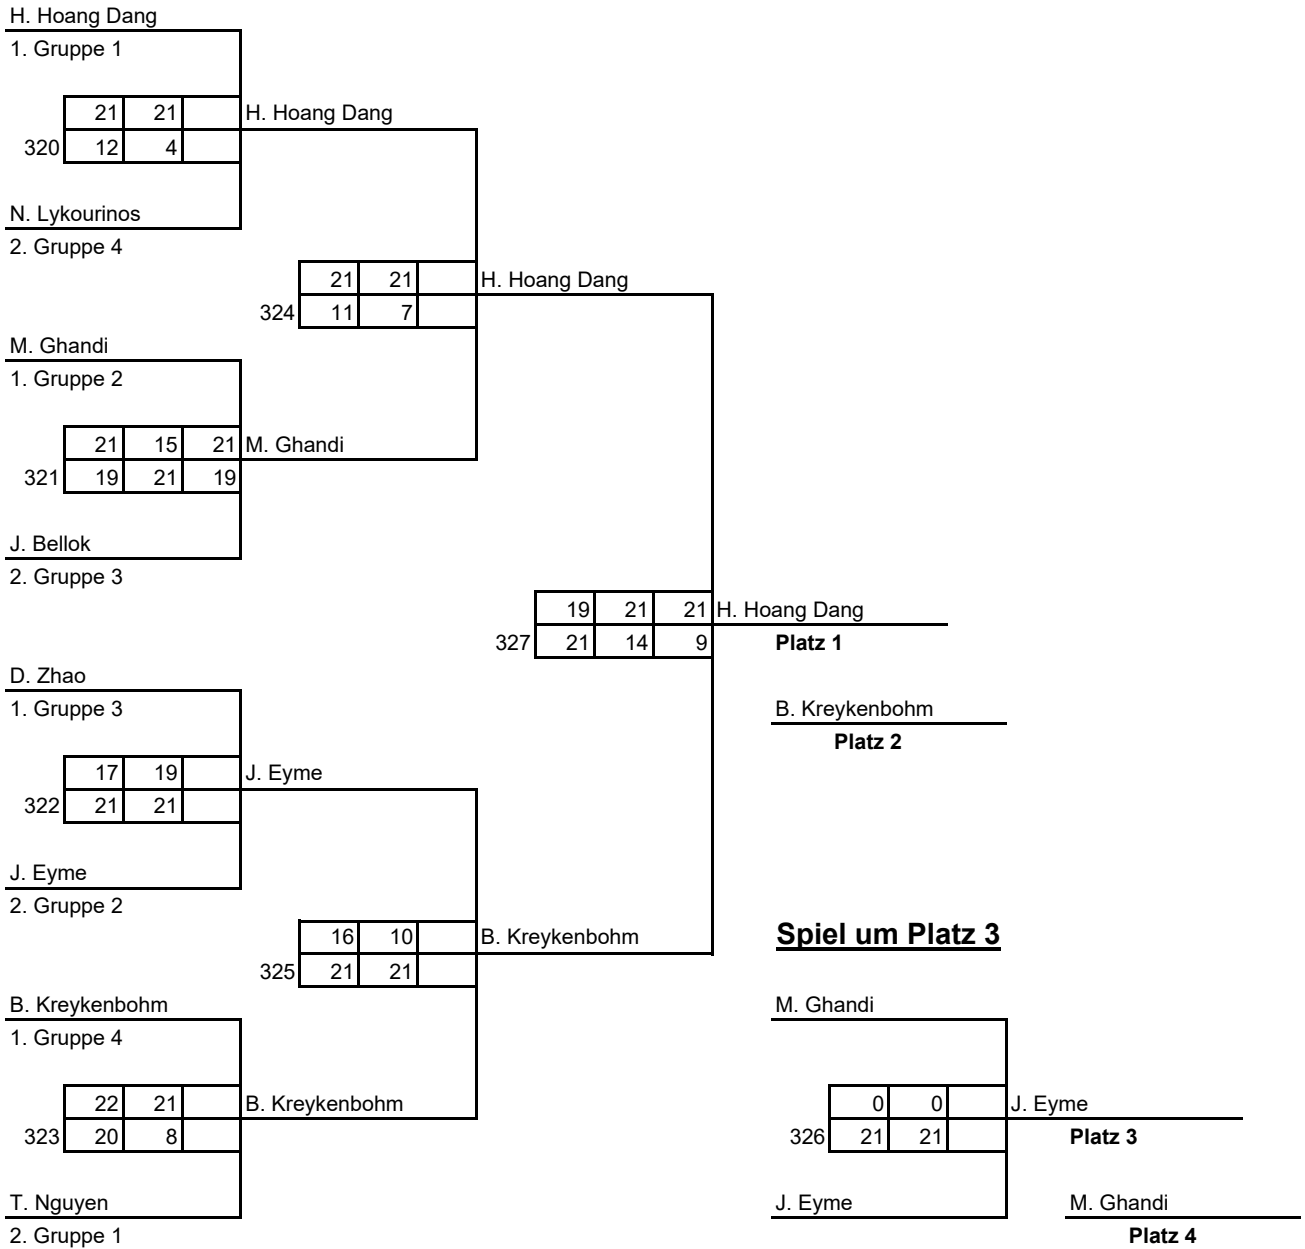 H. Hoang Dang
1. Gruppe 1
21 21 H. Hoang Dang
320 12 4
N. Lykourinos
2. Gruppe 4
21 21 H. Hoang Dang
324 11 7
M. Ghandi
1. Gruppe 2
21 15 21 M. Ghandi
321 19 21 19
J. Bellok
2. Gruppe 3
19 21 21 H. Hoang Dang
327 21 14 9 Platz 1
D. Zhao
1. Gruppe 3
B. Kreykenbohm
Platz 2
17 19 J. Eyme
322 21 21
J. Eyme
2. Gruppe 2
16 10 B. Kreykenbohm
325 21 21
Spiel um Platz 3
B. Kreykenbohm
1. Gruppe 4
M. Ghandi
22 21 B. Kreykenbohm
323 20 8
0 0 J. Eyme
326 21 21 Platz 3
T. Nguyen
2. Gruppe 1
J. Eyme
M. Ghandi
Platz 4